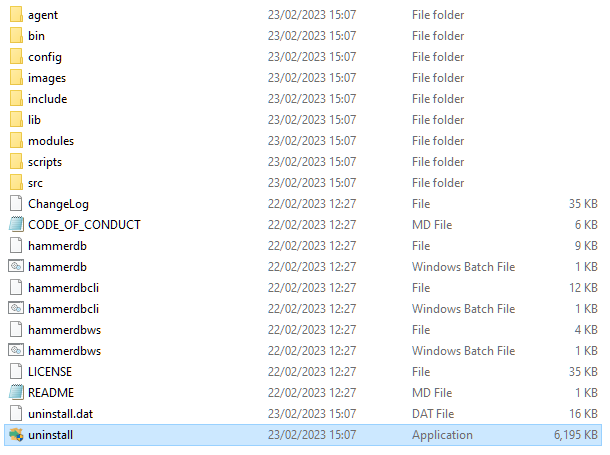 agent 23/02/2023 15:07 File folder
bin 23/02/2023 15:07 File folder
config 23/02/2023 15:07 File folder
images 23/02/2023 15:07 File folder
include 23/02/2023 15:07 File folder
lib 23/02/2023 15:07 File folder
modules 23/02/2023 15:07 File folder
scripts 23/02/2023 15:07 File folder
src 23/02/2023 15:07 File folder
ChangeLog 22/02/2023 12:27 File 35 KB
CODE_OF_CONDUCT 22/02/2023 12:27 MD File 6 KB
hammerdb 22/02/2023 12:27 File 9 KB
hammerdb 22/02/2023 12:27 Windows Batch File 1 KB
hammerdbcli 22/02/2023 12:27 File 12 KB
hammerdbcli 22/02/2023 12:27 Windows Batch File 1 KB
hammerdbws 22/02/2023 12:27 File 4 KB
hammerdbws 22/02/2023 12:27 Windows Batch File 1 KB
LICENSE 22/02/2023 12:27 File 35 KB
README 22/02/2023 12:27 MD File 1 KB
uninstall.dat 23/02/2023 15:07 DAT File 16 KB
uninstall 23/02/2023 15:07 Application 6,195 KB